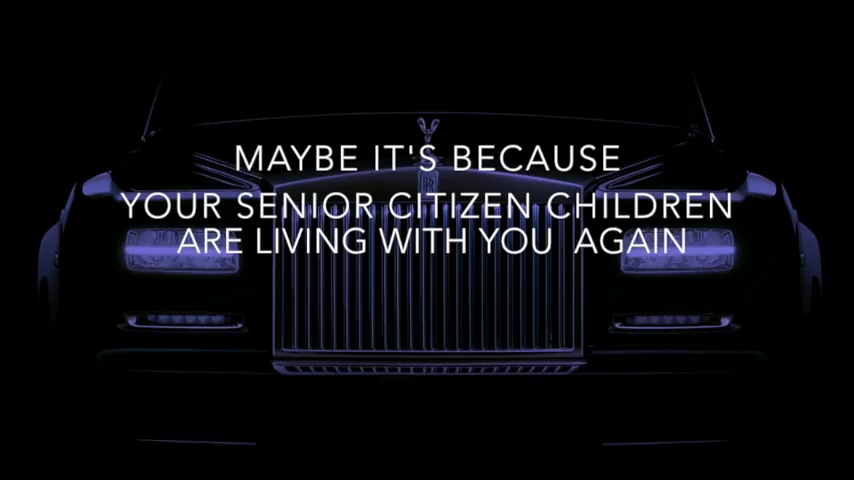 MAYBE IT'S BECAUSE
YOUR SENIOR CITIZEN CHILDREN
ARE LIVING WITH YOU AGAIN